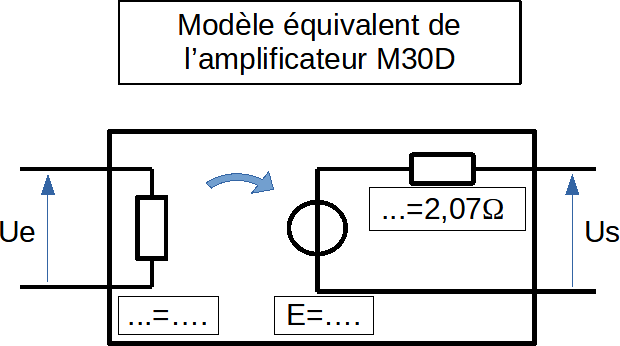 Modèle équivalent de
l’amplificateur M30D
Ue
...=2,07Ω
Us
...=....
E=....